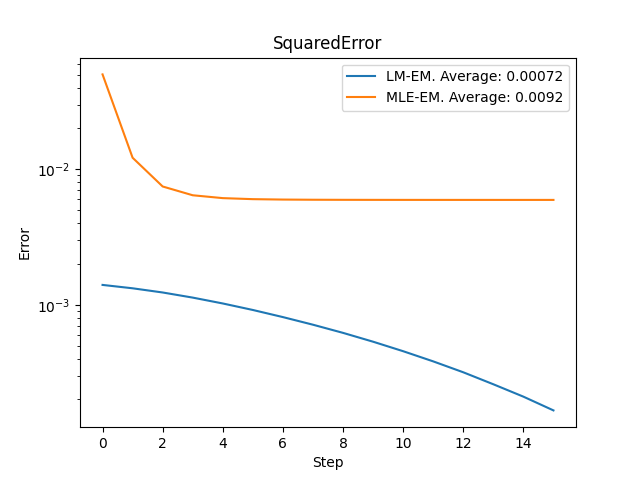 SquaredError
LM-EM. Average: 0.00072
MLE-EM. Average: 0.0092
Error
10⁻²
10⁻³
0 2 4 6 8 10 12 14
Step